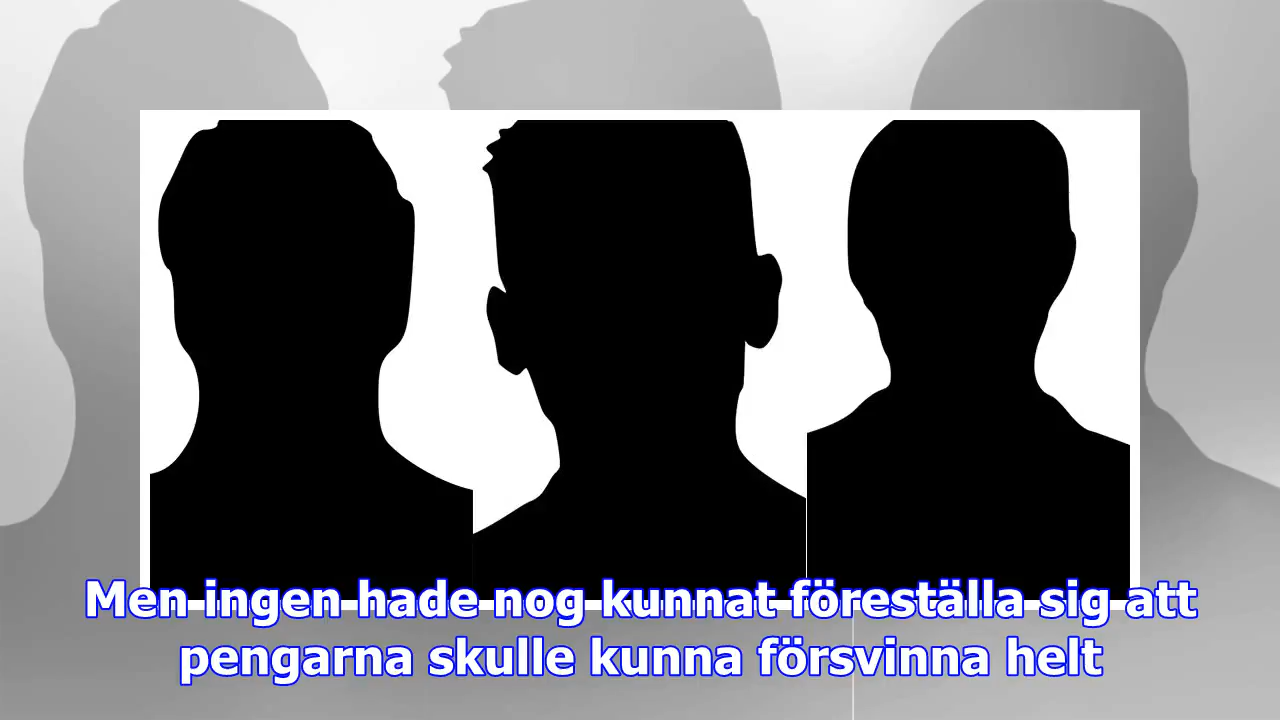 Men ingen hade nog kunnat föreställa sig att
pengarna skulle kunna försvinna helt